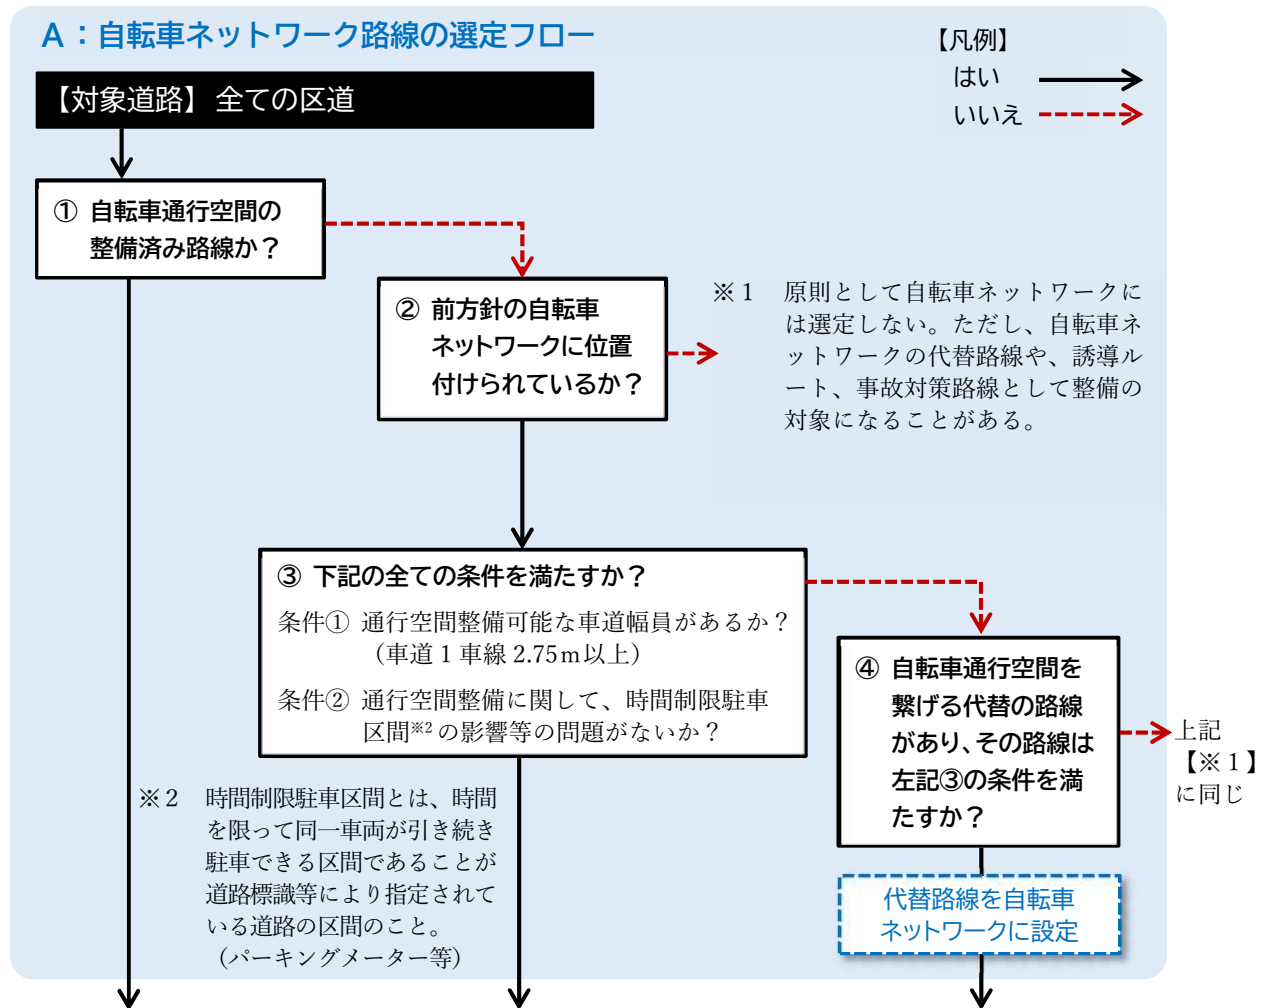 A：自転車ネットワーク路線の選定フロー
【凡例】
はい
いいえ
【対象道路】全ての区道
① 自転車通行空間の
整備済み路線か？
② 前方針の自転車
ネットワークに位置
付けられているか？
※１　原則として自転車ネットワークに
は選定しない。ただし、自転車ネ
ットワークの代替路線や、誘導ル
ート、事故対策路線として整備の
対象になることがある。
③ 下記の全ての条件を満たすか？
条件① 通行空間整備可能な車道幅員があるか？
（車道１車線 2.75ｍ以上）
条件② 通行空間整備に関して、時間制限駐車
区間※2 の影響等の問題がないか？
④ 自転車通行空間を
繋げる代替の路線
があり、その路線は
左記③の条件を満
たすか？
上記
【※１】
に同じ
※２　時間制限駐車区間とは、時間
を限って同一車両が引き続き
駐車できる区間であることが
道路標識等により指定されて
いる道路の区間のこと。
（パーキングメーター等）
代替路線を自転車
ネットワークに設定